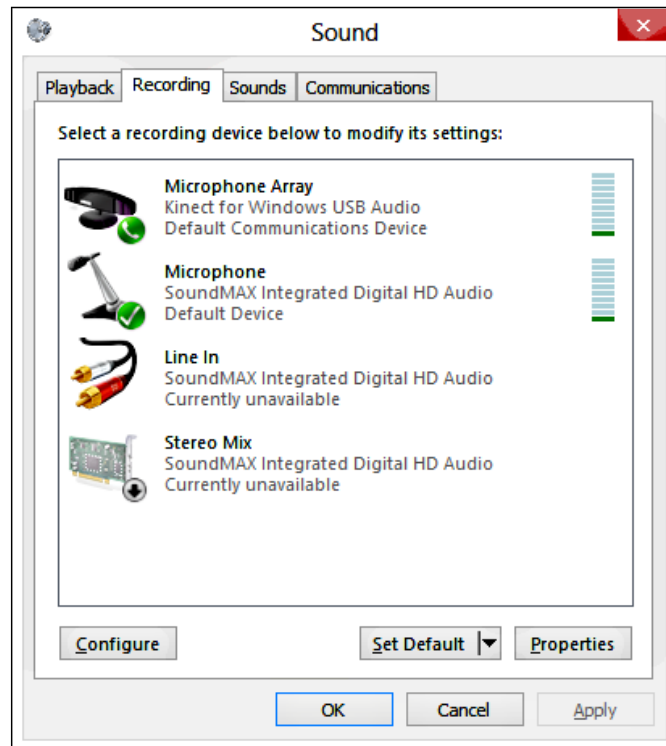 Sound
Playback Recording Sounds Communications
Select a recording device below to modify its settings:
Microphone Array
Kinect for Windows USB Audio
Default Communications Device
Microphone
SoundMAX Integrated Digital HD Audio
Default Device
Line In
SoundMAX Integrated Digital HD Audio
Currently unavailable
Stereo Mix
SoundMAX Integrated Digital HD Audio
Currently unavailable
Configure Set Default Properties
OK Cancel Apply